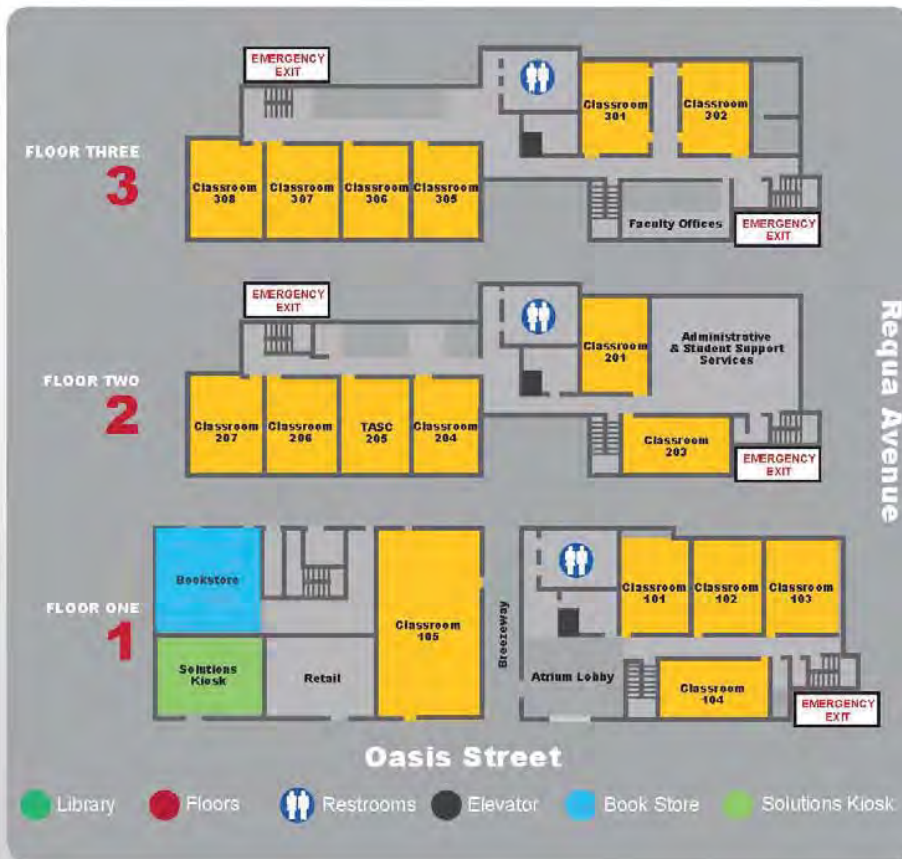 EMERGENCY
EXIT
Classroom
301
Classroom
302
FLOOR THREE
3
Classroom
308
Classroom
307
Classroom
306
Classroom
305
Faculty Offices
EMERGENCY
EXIT
EMERGENCY
EXIT
Classroom
201
Administrative
& Student Support
Services
FLOOR TWO
2
Classroom
207
Classroom
206
TASC
205
Classroom
204
Classroom
203
EMERGENCY
EXIT
Requa Avenue
Bookstore
Classroom
101
Classroom
102
Classroom
103
FLOOR ONE
1
Classroom
105
Breezeway
Solutions
Kiosk
Retail
Atrium Lobby
Classroom
104
EMERGENCY
EXIT
Oasis Street
Library
Floors
Restrooms
Elevator
Book Store
Solutions Kiosk